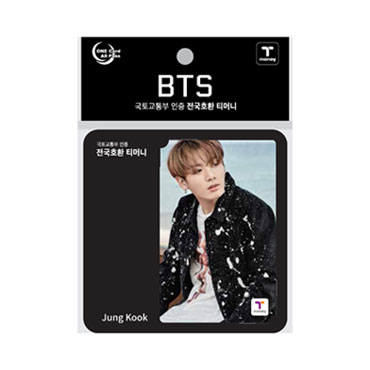 ONE Card
All Pass
T
money
BTS
국토교통부 인증 전국호환 티머니
국토교통부 인증
전국호환 티머니
T
money
Jung Kook